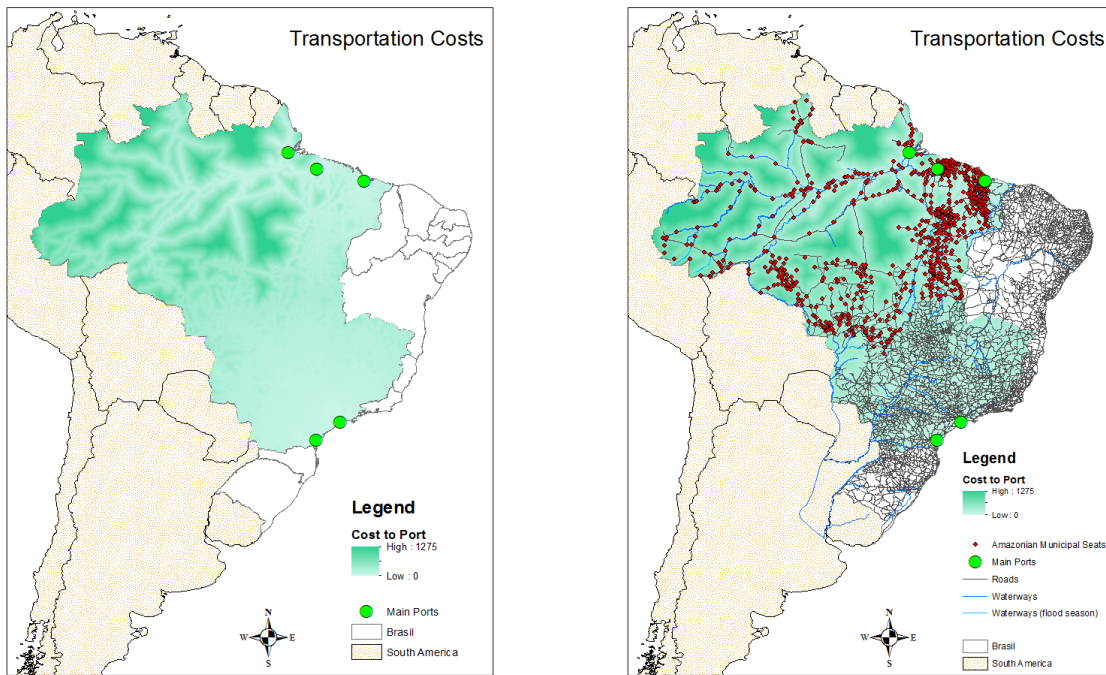 Transportation Costs
Legend
Cost to Port
High : 1275
Low : 0
Main Ports
Brasil
South America
N
W
E
S
Transportation Costs
Legend
Cost to Port
High : 1275
Low : 0
Amazonian Municipal Seats
Main Ports
Roads
Waterways
Waterways (flood season)
Brasil
South America
N
W
E
S